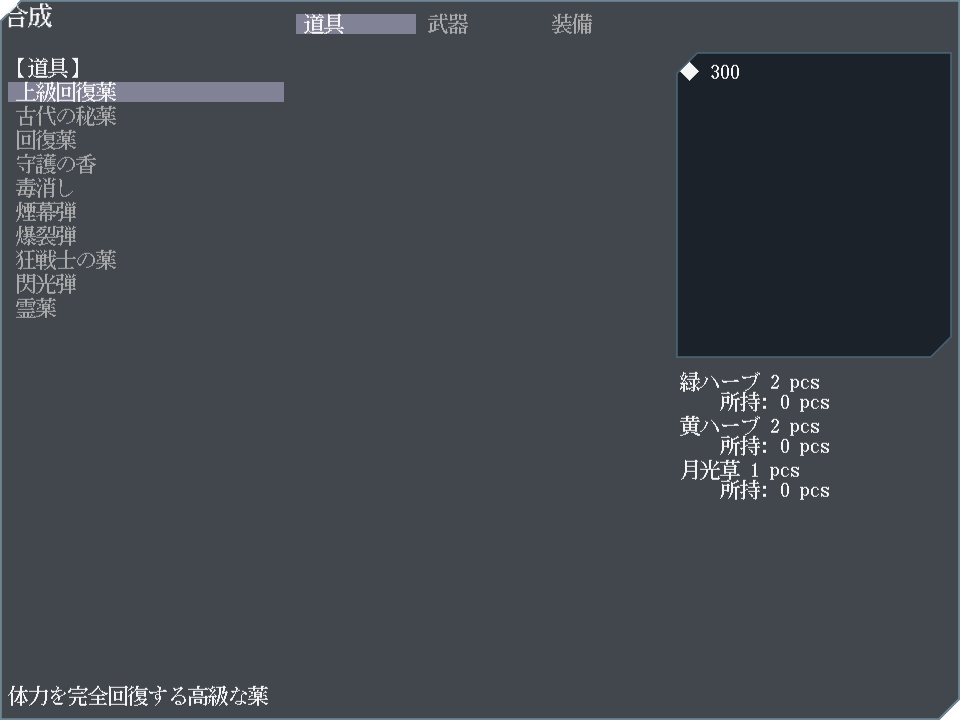 合成
道具 武器 装備
【道具】
上級回復薬
古代の秘薬
回復薬
守護の香
毒消し
煙幕弾
爆裂弾
狂戦士の薬
閃光弾
霊薬
◆ 300
緑ハーブ 2 pcs
所持: 0 pcs
黄ハーブ 2 pcs
所持: 0 pcs
月光草 1 pcs
所持: 0 pcs
体力を完全回復する高級な薬